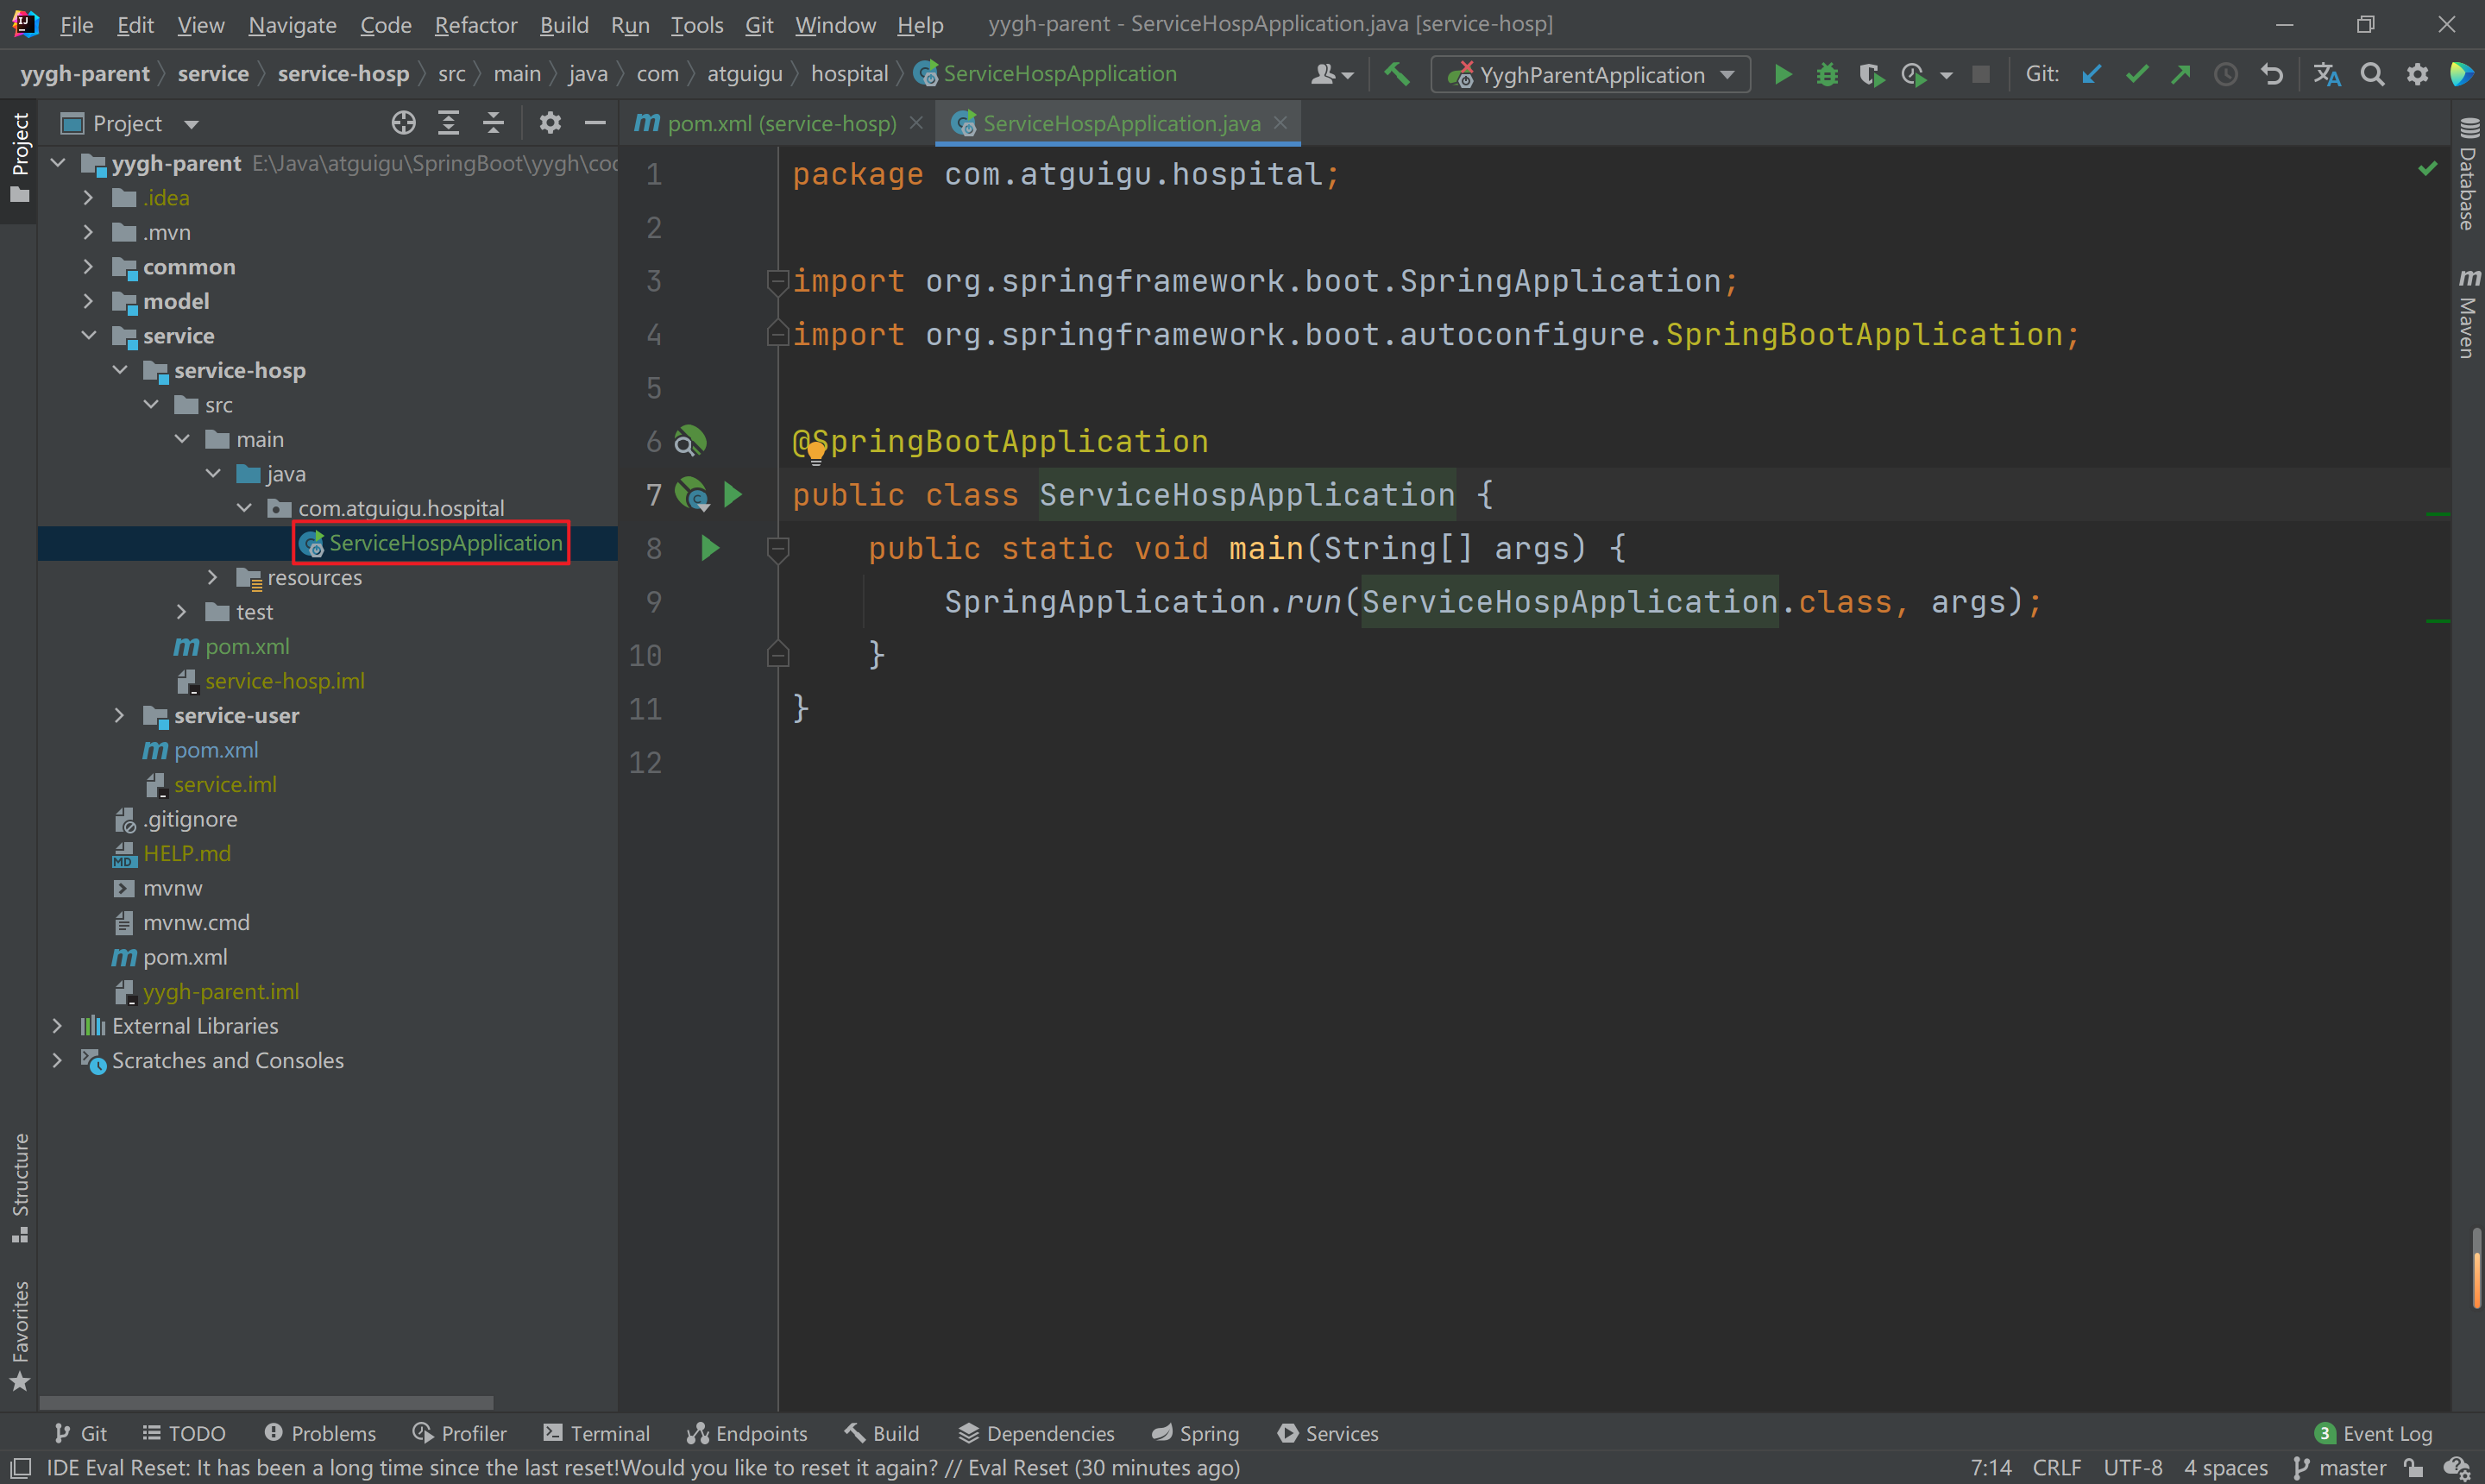 File Edit View Navigate Code Refactor Build Run Tools Git Window Help yygh-parent - ServiceHospApplication.java [service-hosp]
yygh-parent service service-hosp src main java com atguigu hospital ServiceHospApplication YyghParentApplication Git:
Project
pom.xml (service-hosp) ServiceHospApplication.java
Project
Structure
Favorites
yygh-parent E:\Java\atguigu\SpringBoot\yygh\cod
.idea
.mvn
common
model
service
service-hosp
src
main
java
com.atguigu.hospital
ServiceHospApplication
resources
test
pom.xml
service-hosp.iml
service-user
pom.xml
service.iml
.gitignore
HELP.md
mvnw
mvnw.cmd
pom.xml
yygh-parent.iml
External Libraries
Scratches and Consoles
1 package com.atguigu.hospital;
2
3 import org.springframework.boot.SpringApplication;
4 import org.springframework.boot.autoconfigure.SpringBootApplication;
5
6 @SpringBootApplication
7 public class ServiceHospApplication {
8 public static void main(String[] args) {
9 SpringApplication.run(ServiceHospApplication.class, args);
10 }
11 }
12
Database
Maven
Git TODO Problems Profiler Terminal Endpoints Build Dependencies Spring Services 3 Event Log
IDE Eval Reset: It has been a long time since the last reset!Would you like to reset it again? // Eval Reset (30 minutes ago) 7:14 CRLF UTF-8 4 spaces master